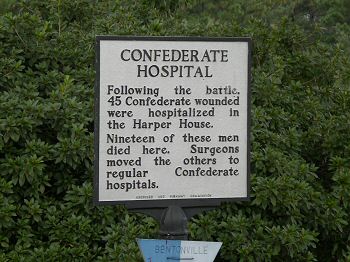 CONFEDERATE
HOSPITAL
Following the battle,
45 Confederate wounded
were hospitalized in
the Harper House.
Nineteen of these men
died here. Surgeons
moved the others to
regular Confederate
hospitals.
BENTONVILLE